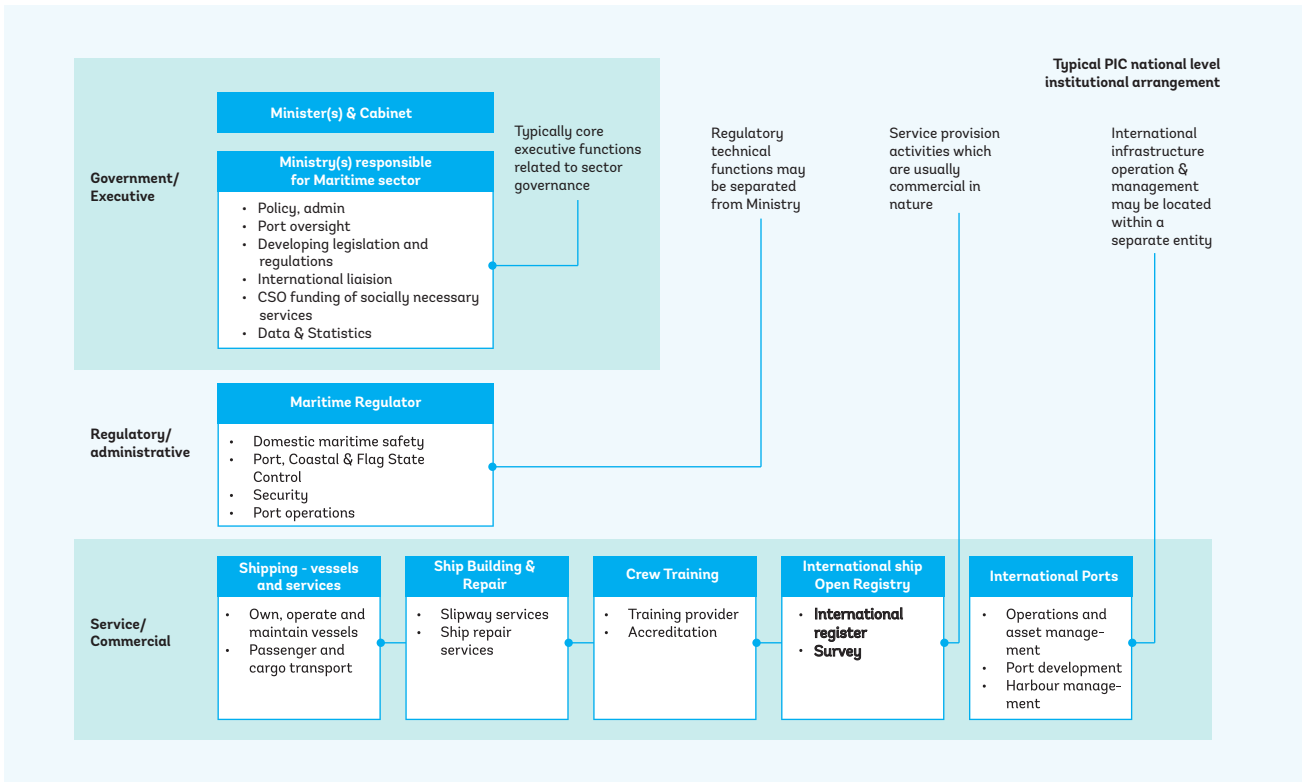 Typical PIC national level
institutional arrangement
Government/
Executive
Minister(s) & Cabinet
Ministry(s) responsible
for Maritime sector
• Policy, admin
• Port oversight
• Developing legislation and
regulations
• International liaision
• CSO funding of socially necessary
services
• Data & Statistics
Typically core
executive functions
related to sector
governance
Regulatory
technical
functions may
be separated
from Ministry
Service provision
activities which
are usually
commercial in
nature
International
infrastructure
operation &
management
may be located
within a
separate entity
Regulatory/
administrative
Maritime Regulator
• Domestic maritime safety
• Port, Coastal & Flag State
Control
• Security
• Port operations
Service/
Commercial
Shipping - vessels
and services
• Own, operate and
maintain vessels
• Passenger and
cargo transport
Ship Building &
Repair
• Slipway services
• Ship repair
services
Crew Training
• Training provider
• Accreditation
International ship
Open Registry
• International
register
• Survey
International Ports
• Operations and
asset manage-
ment
• Port development
• Harbour manage-
ment